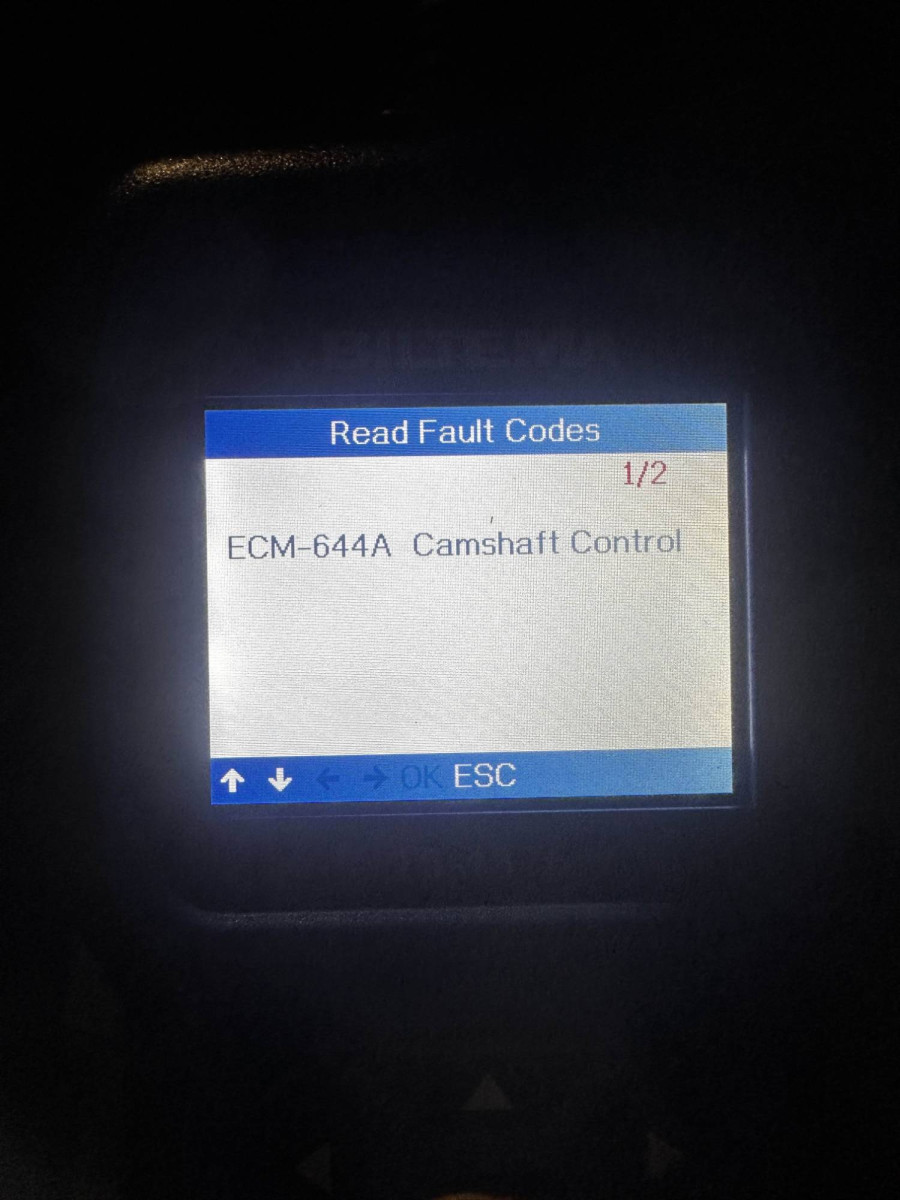 Read Fault Codes
1/2
ECM-644A Camshaft Control
OK ESC